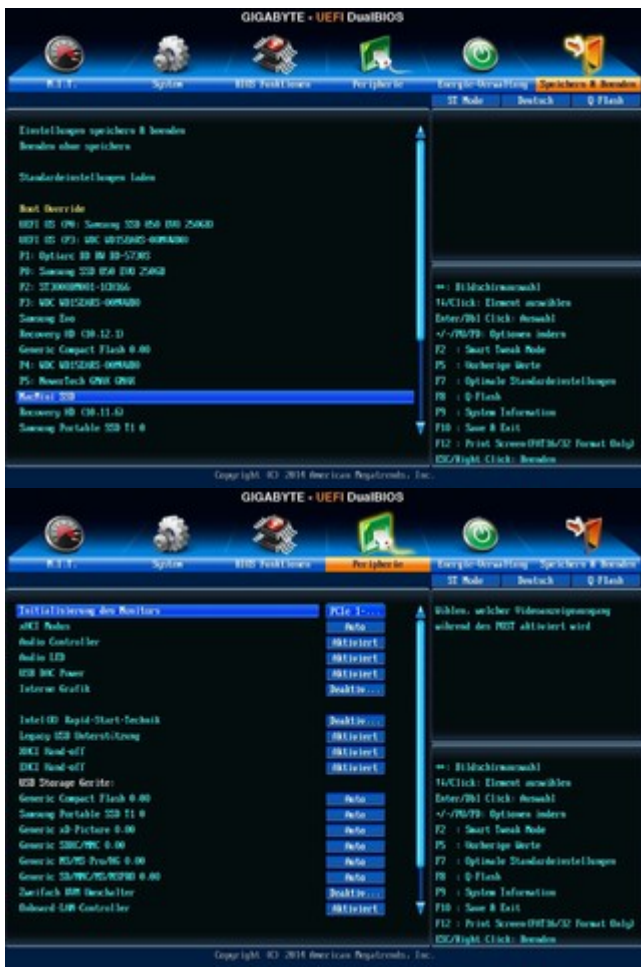 GIGABYTE - UEFI DualBIOS
M.I.T.
System
BIOS Funktionen
Peripherie
Energie-Verwaltung
Speichern & Beenden
ST Mode
Deutsch
Q-Flash
Einstellungen speichern & beenden
Beenden ohne speichern
Standardeinstellungen laden
Boot Override
UEFI OS (P0: Samsung SSD 850 EVO 250GB)
UEFI OS (P3: WDC WD15EARS-00MVWB0)
P1: Optiarc BD RW BD-5730S
P0: Samsung SSD 850 EVO 250GB
P2: ST3000DM001-1CH166
P3: WDC WD15EARS-00MVWB0
Samsung Evo
Recovery HD (10.12.1)
Generic Compact Flash 0.00
P4: WDC WD15EARS-00MVWB0
P5:
MacMini SSD
Recovery HD (10.11.6)
Samsung Portable SSD T1 0
↔: Bildschirmauswahl
↑↓/Click: Element auswählen
Enter/Dbl Click: Auswahl
+/-/PU/PD: Optionen ändern
F2 : Smart Tweak Mode
F5 : Vorherige Werte
F7 : Optimale Standardeinstellungen
F8 : Q-Flash
F9 : System Information
F10 : Save & Exit
F12 : Print Screen(FAT16/32 Format Only)
ESC/Right Click: Beenden
Copyright (C) 2014 American Megatrends, Inc.
GIGABYTE - UEFI DualBIOS
M.I.T.
System
BIOS Funktionen
Peripherie
Energie-Verwaltung
Speichern & Beenden
ST Mode
Deutsch
Q-Flash
Initialisierung des Monitors PCIe 1-...
xHCI Modus Auto
Audio Controller Aktiviert
Audio LED Aktiviert
USB DAC Power Aktiviert
Interne Grafik Deaktiv...
Intel(R) Rapid-Start-Technik Deaktiv...
Legacy USB Unterstützung Aktiviert
XHCI Hand-off Aktiviert
EHCI Hand-off Aktiviert
USB Storage Geräte:
Generic Compact Flash 0.00 Auto
Samsung Portable SSD T1 0 Auto
Generic xD-Picture 0.00 Auto
Generic SDXC/MMC 0.00 Auto
Generic MS/MS-Pro/HG 0.00 Auto
Generic SD/MMC/MS/MSPRO 0.00 Auto
Zweifach Deaktiv...
Onboard-LAN-Controller Aktiviert
Wählen, welcher Videoanzeigeausgang
während des POST aktiviert wird
↔: Bildschirmauswahl
↑↓/Click: Element auswählen
Enter/Dbl Click: Auswahl
+/-/PU/PD: Optionen ändern
F2 : Smart Tweak Mode
F5 : Vorherige Werte
F7 : Optimale Standardeinstellungen
F8 : Q-Flash
F9 : System Information
F10 : Save & Exit
F12 : Print Screen(FAT16/32 Format Only)
ESC/Right Click: Beenden
Copyright (C) 2014 American Megatrends, Inc.